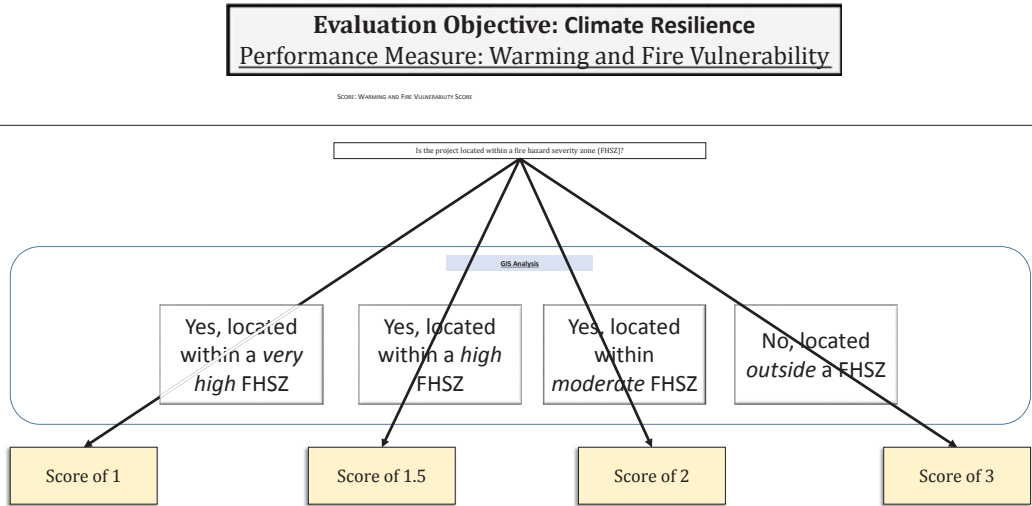 Evaluation Objective: Climate Resilience
Performance Measure: Warming and Fire Vulnerability
Score: Warming and Fire Vulnerability Score
Is the project located within a fire hazard severity zone (FHSZ)?
GIS Analysis
Yes, located
within a very
high FHSZ
Yes, located
within a high
FHSZ
Yes, located
within
moderate FHSZ
No, located
outside a FHSZ
Score of 1
Score of 1.5
Score of 2
Score of 3